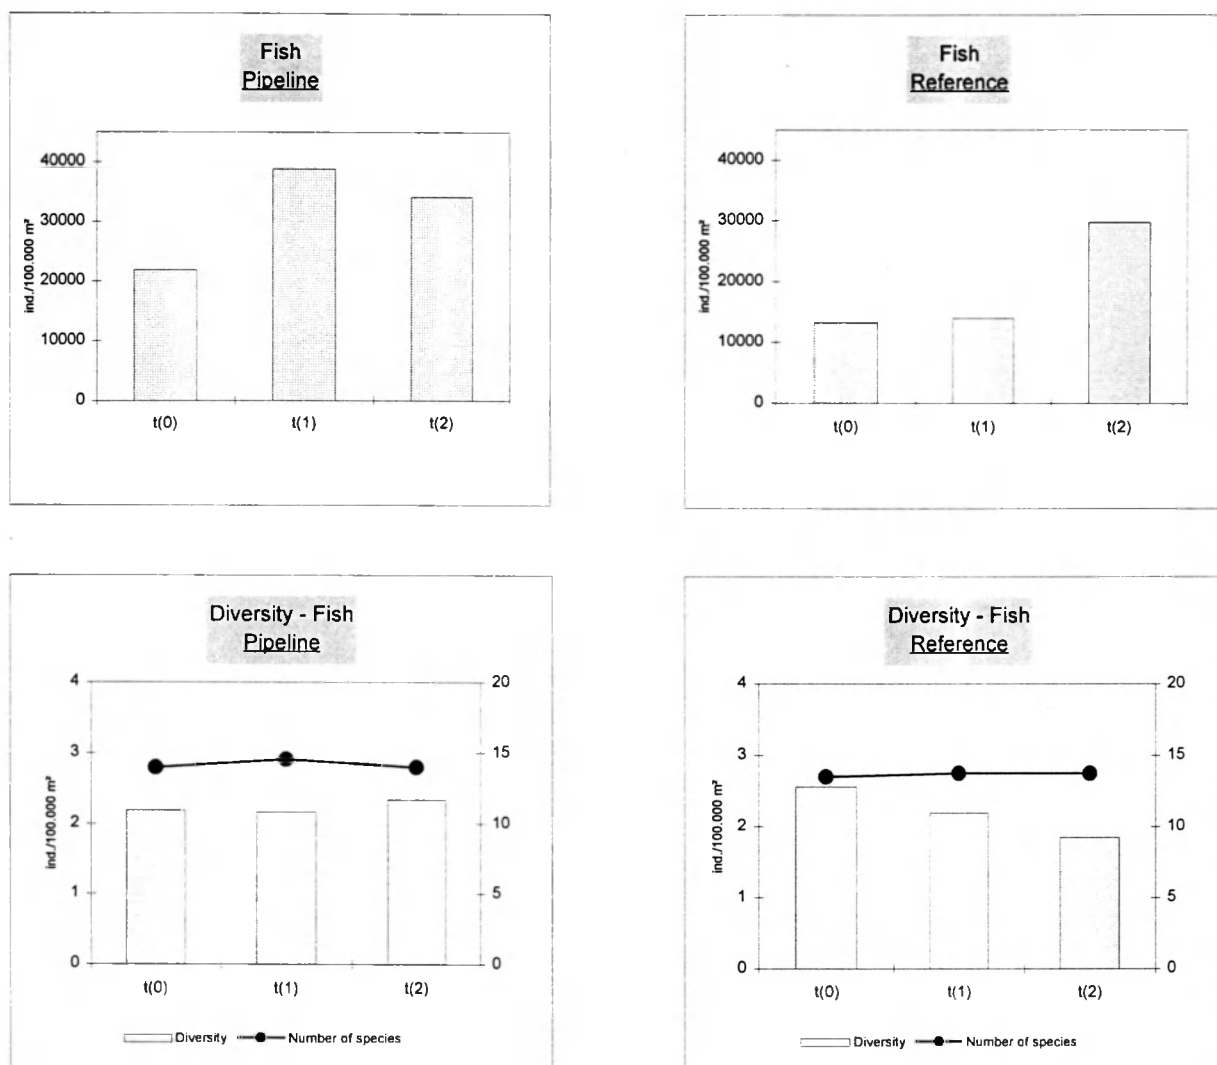 Fish
Pipeline
40000
30000
20000
10000
0
ind./100.000 m²
t(0) t(1) t(2)
Fish
Reference
40000
30000
20000
10000
0
ind./100.000 m²
t(0) t(1) t(2)
Diversity - Fish
Pipeline
4 20
3 15
2 10
1 5
0 0
ind./100.000 m²
t(0) t(1) t(2)
Diversity Number of species
Diversity - Fish
Reference
4 20
3 15
2 10
1 5
0 0
ind./100.000 m²
t(0) t(1) t(2)
Diversity Number of species